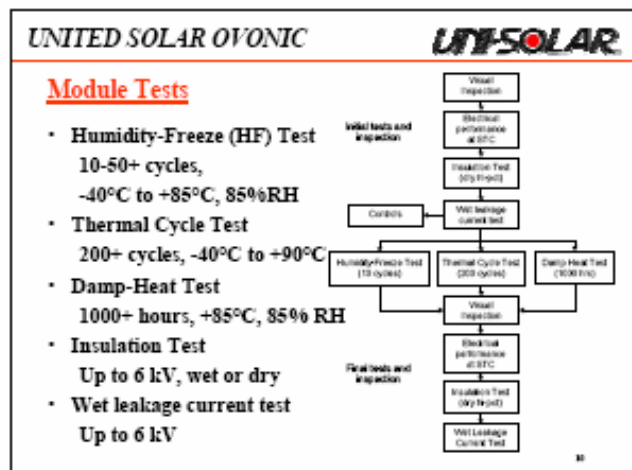 UNITED SOLAR OVONIC
UNI-SOLAR
Module Tests
• Humidity-Freeze (HF) Test
10-50+ cycles,
-40°C to +85°C, 85%RH
• Thermal Cycle Test
200+ cycles, -40°C to +90°C
• Damp-Heat Test
1000+ hours, +85°C, 85% RH
• Insulation Test
Up to 6 kV, wet or dry
• Wet leakage current test
Up to 6 kV
Visual
Inspection
Initial tests and
inspection
Electrical
performance
at STC
Insulation Test
(dry hi-pot)
Controls
Wet leakage
current test
Humidity-Freeze Test
(10 cycles)
Thermal Cycle Test
(200 cycles)
Damp Heat Test
(1000 hrs)
Visual
Inspection
Electrical
performance
at STC
Final tests and
inspection
Insulation Test
(dry hi-pot)
Wet Leakage
Current Test